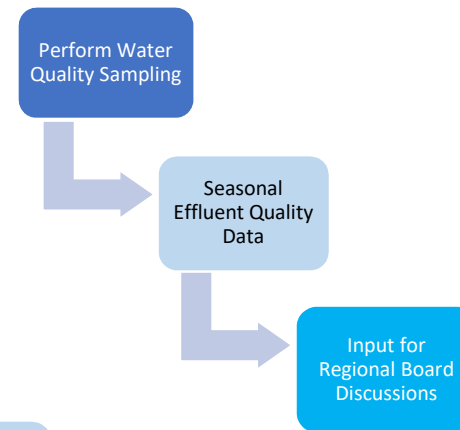 Perform Water
Quality Sampling
Seasonal
Effluent Quality
Data
Input for
Regional Board
Discussions